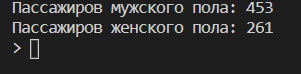 Пассажиров мужского пола: 453
Пассажиров женского пола: 261
>